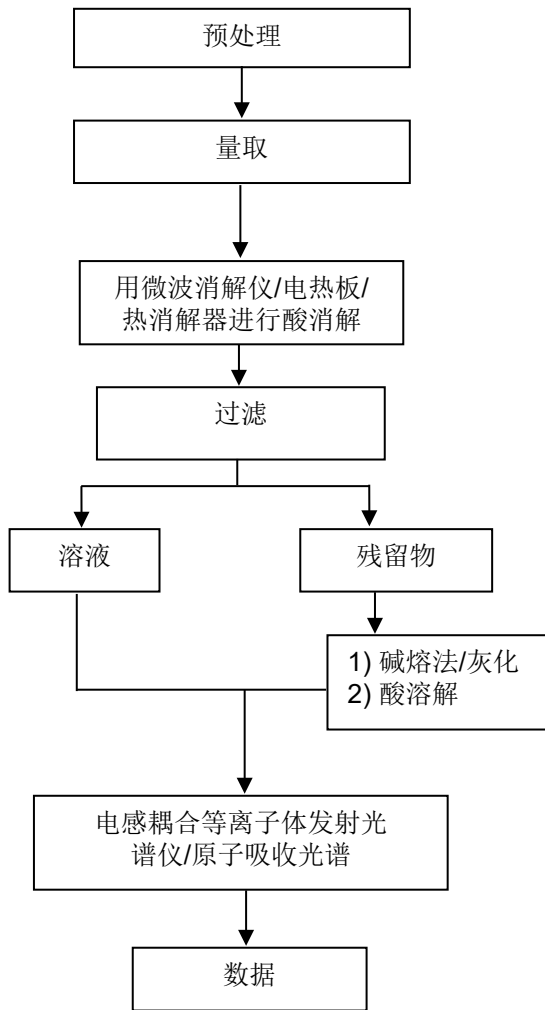 预处理
量取
用微波消解仪/电热板/
热消解器进行酸消解
过滤
溶液
残留物
1) 碱熔法/灰化
2) 酸溶解
电感耦合等离子体发射光
谱仪/原子吸收光谱
数据